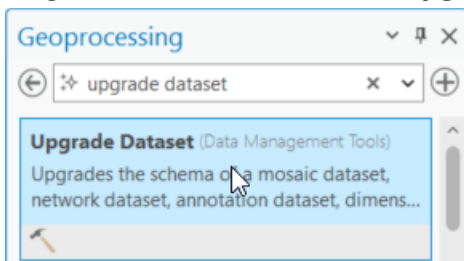 Geoprocessing
upgrade dataset
Upgrade Dataset (Data Management Tools)
Upgrades the schema of a mosaic dataset,
network dataset, annotation dataset, dimens...